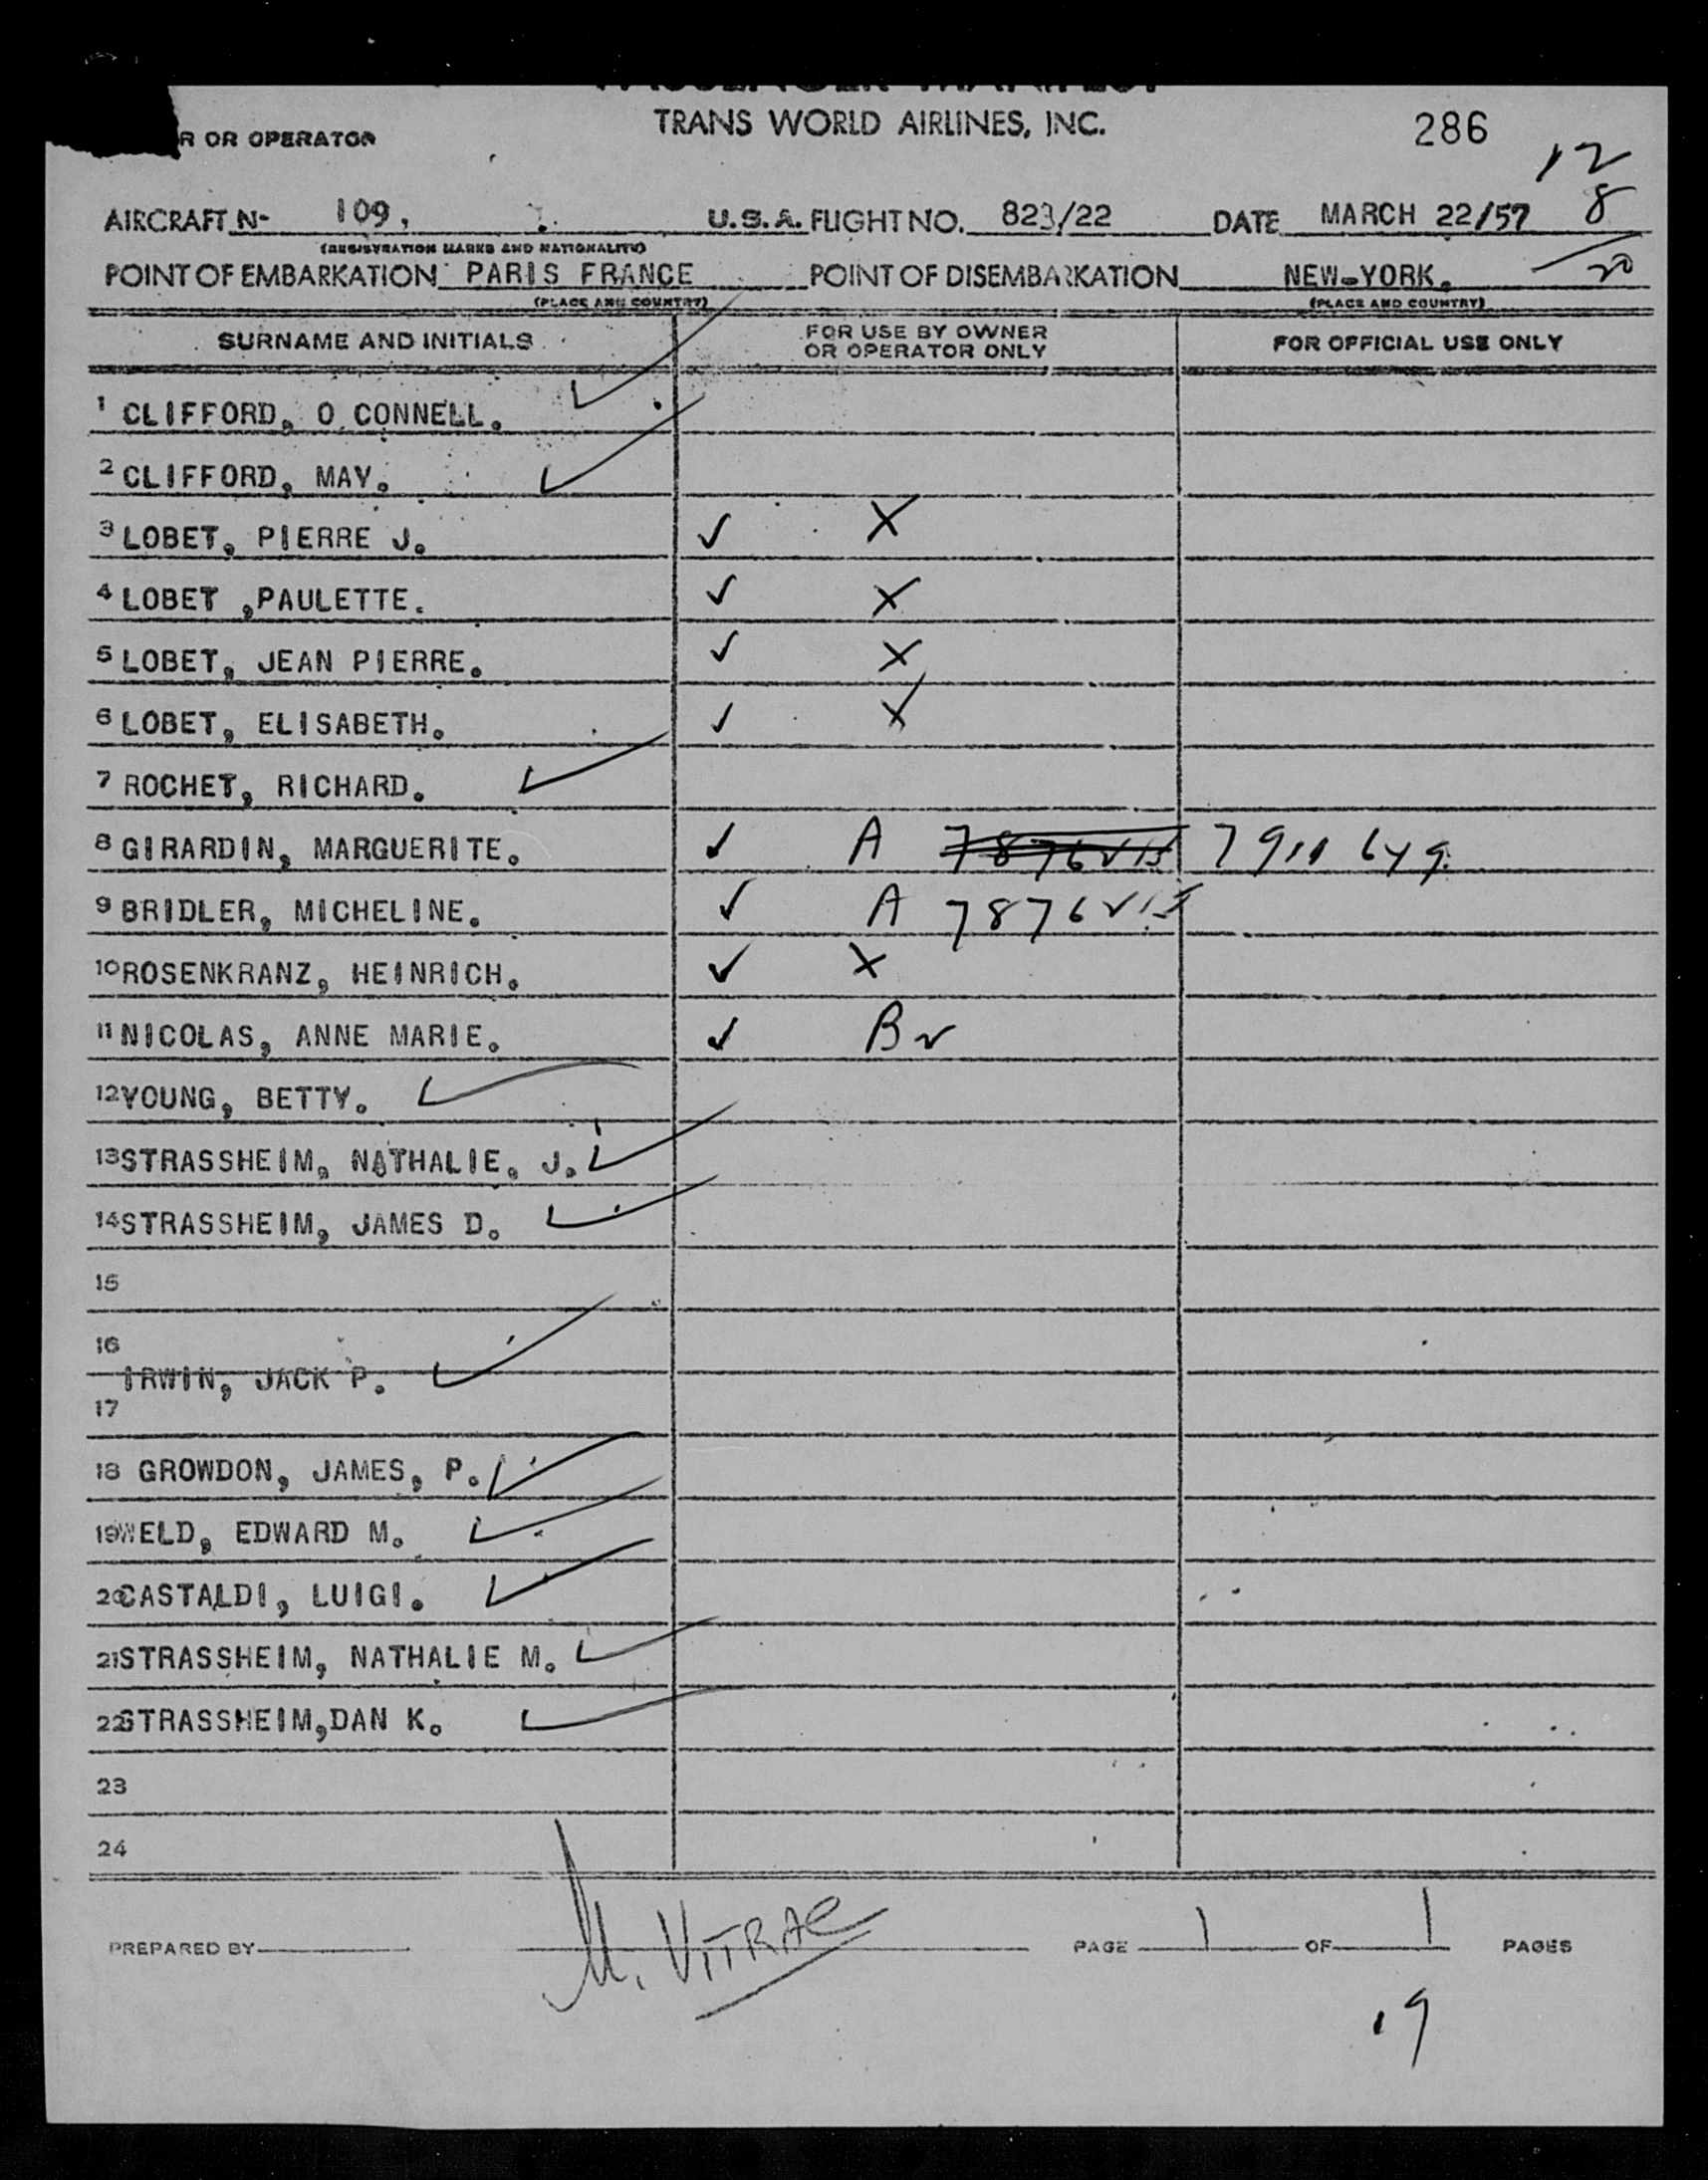 PASSENGER MANIFEST
TRANS WORLD AIRLINES, INC.
286
R OR OPERATOR
12
8
20
AIRCRAFT N- 109, U.S.A. FLIGHT NO. 823/22 DATE MARCH 22/57
(REGISTRATION MARKS AND NATIONALITY)
POINT OF EMBARKATION PARIS FRANCE POINT OF DISEMBARKATION NEW-YORK.
(PLACE AND COUNTRY) (PLACE AND COUNTRY)
SURNAME AND INITIALS FOR USE BY OWNER OR OPERATOR ONLY FOR OFFICIAL USE ONLY
1 CLIFFORD, O CONNELL. ✓
2 CLIFFORD, MAY. ✓
3 LOBET, PIERRE J. ✓ X
4 LOBET ,PAULETTE. ✓ X
5 LOBET, JEAN PIERRE. ✓ X
6 LOBET, ELISABETH. ✓ X
7 ROCHET, RICHARD. ✓
8 GIRARDIN, MARGUERITE. ✓ A
9 BRIDLER, MICHELINE. ✓ A 7876
10 ROSENKRANZ, HEINRICH. ✓ X
11 NICOLAS, ANNE MARIE. ✓ B
12 YOUNG, BETTY. ✓
13 STRASSHEIM, NATHALIE, J. ✓
14 STRASSHEIM, JAMES D. ✓
15
16
IRWIN, JACK P. ✓
17
18 GROWDON, JAMES, P. ✓
19 WELD, EDWARD M. ✓
20 CASTALDI, LUIGI. ✓
21 STRASSHEIM, NATHALIE M. ✓
22 STRASSHEIM,DAN K. ✓
23
24
PREPARED BY M. VITRAC PAGE 1 OF 1 PAGES
19